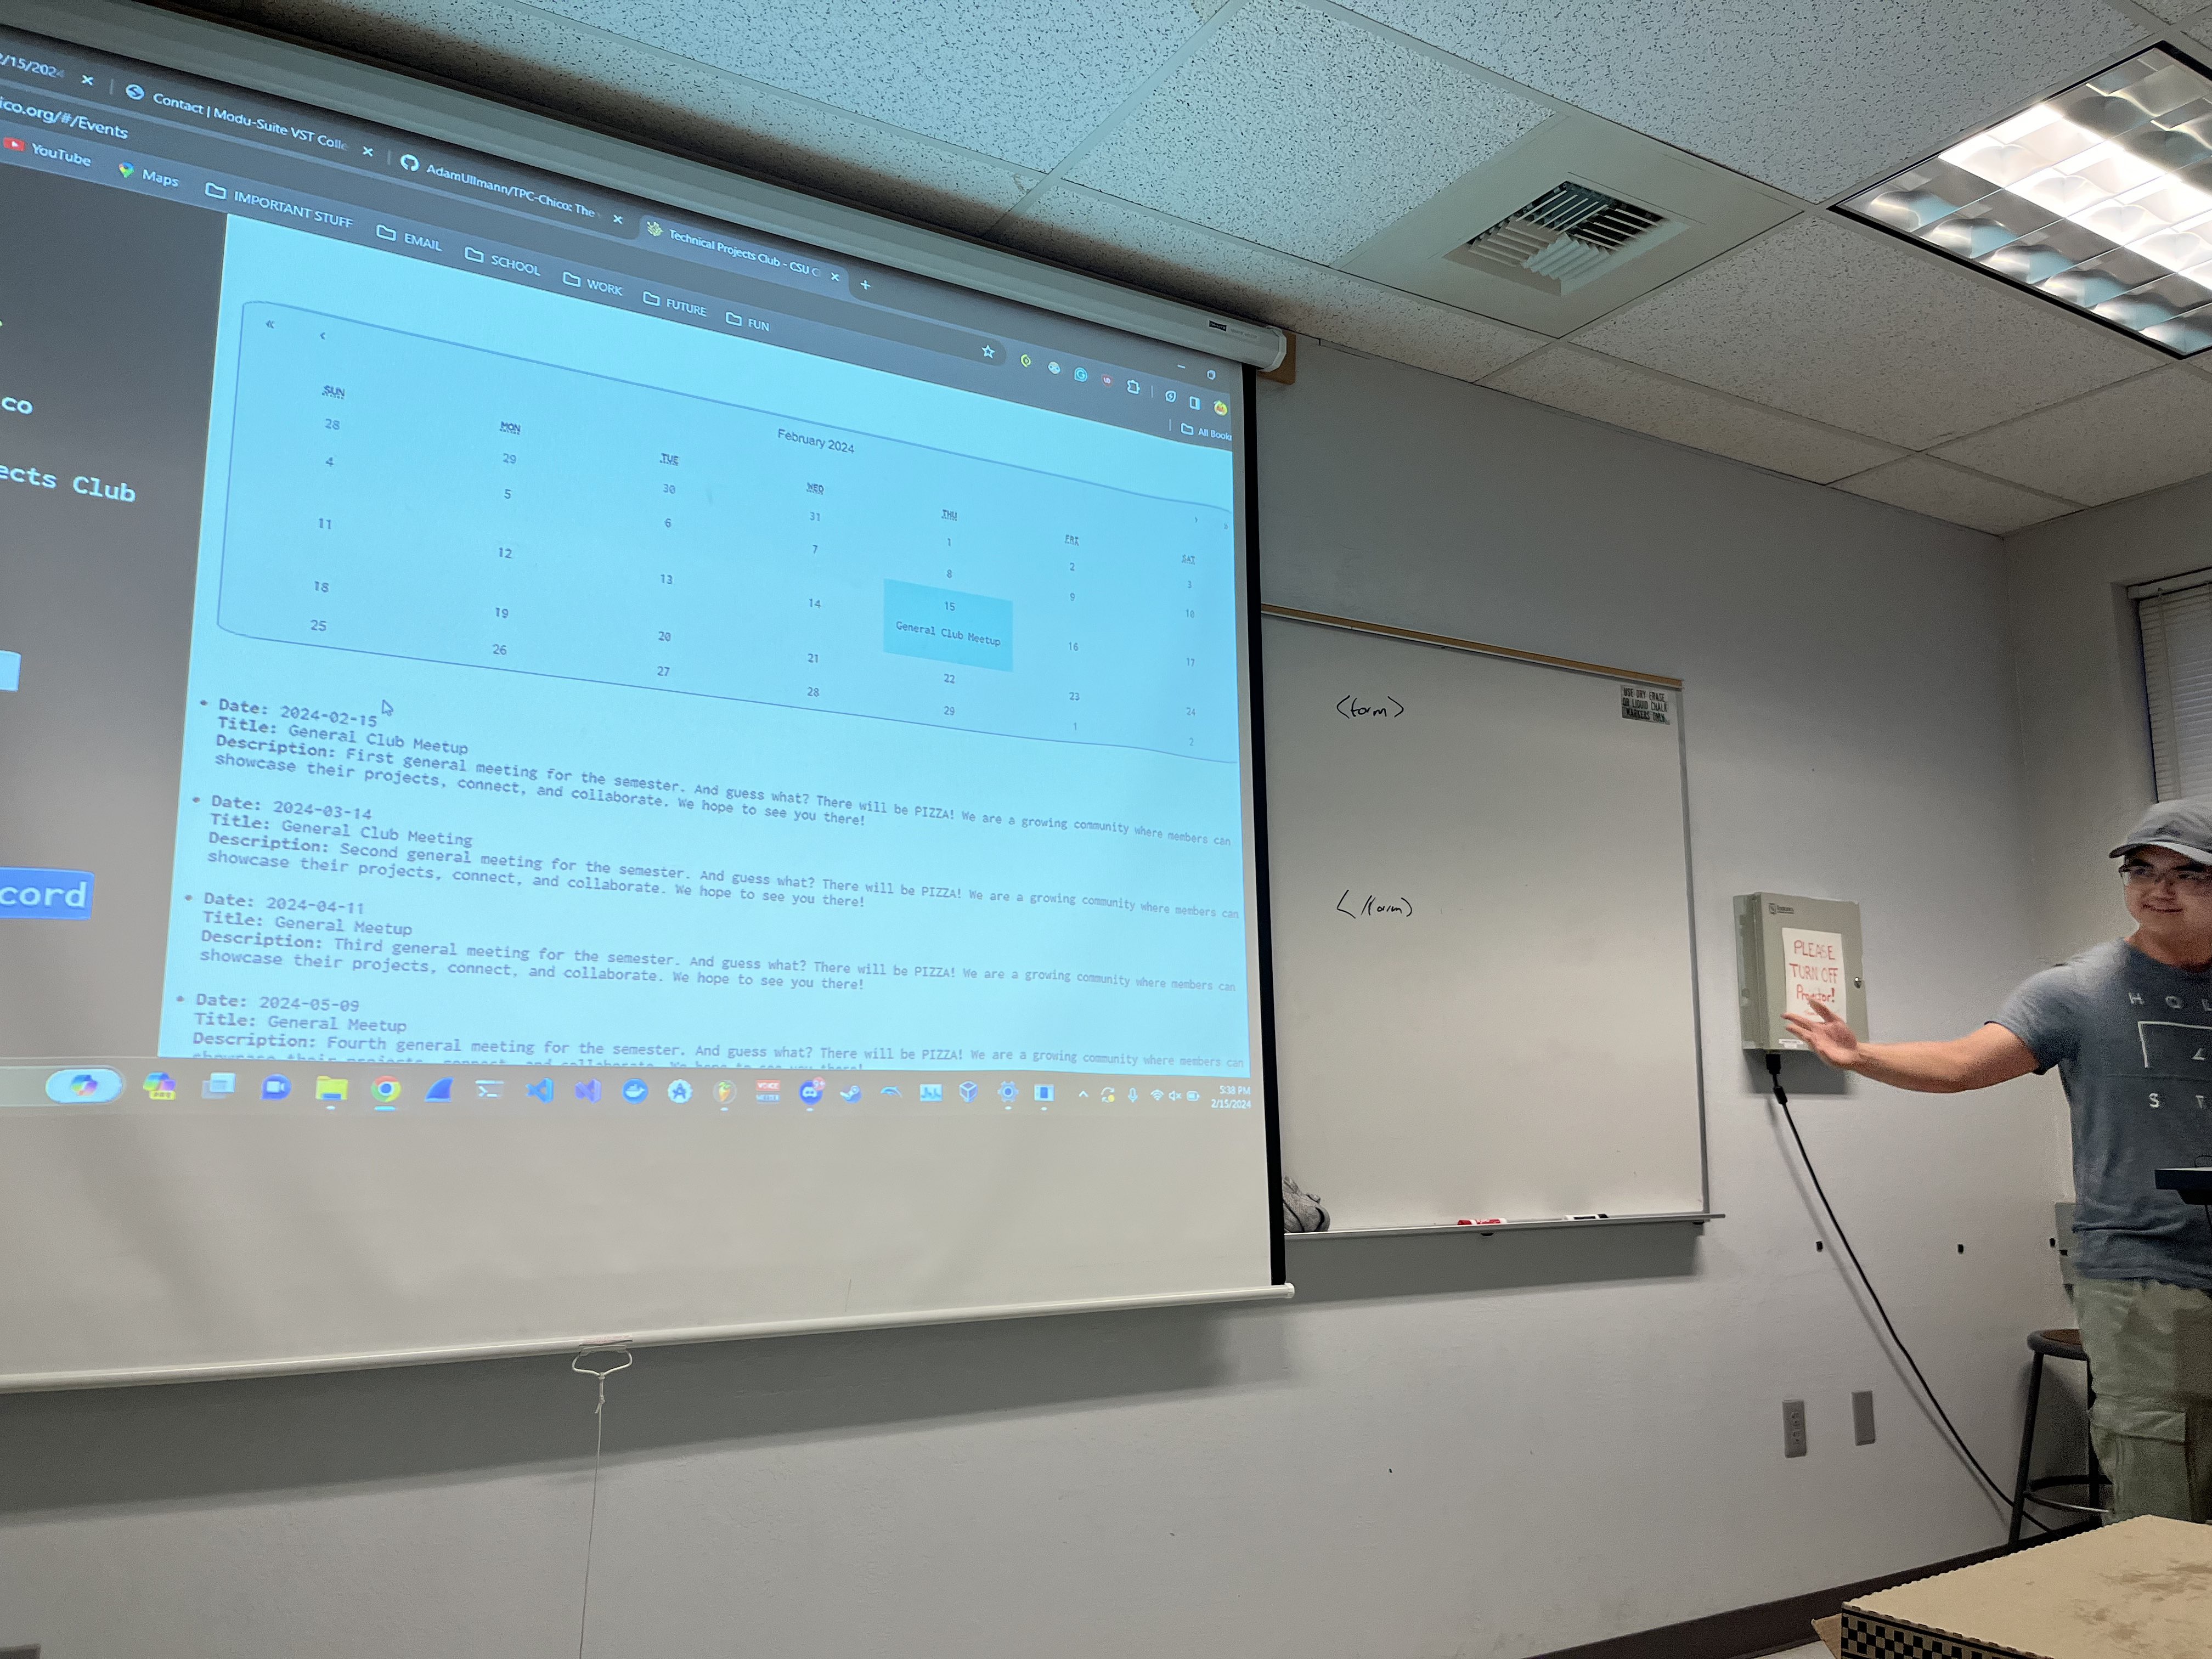 /15/2024
Contact | Modu-Suite VST Colle
AdamUllmann/TPC-Chico: The
Technical Projects Club - CSU C
ico.org/#/Events
YouTube
Maps
IMPORTANT STUFF
EMAIL
SCHOOL
WORK
FUTURE
FUN
All Book
co
ects Club
cord
« ‹ February 2024 › »
SUN MON TUE WED THU FRI SAT
28 29 30 31 1 2 3
4 5 6 7 8 9 10
11 12 13 14 15 16 17
General Club Meetup
18 19 20 21 22 23 24
25 26 27 28 29 1 2
• Date: 2024-02-15
Title: General Club Meetup
Description: First general meeting for the semester. And guess what? There will be PIZZA! We are a growing community where members can
showcase their projects, connect, and collaborate. We hope to see you there!
• Date: 2024-03-14
Title: General Club Meeting
Description: Second general meeting for the semester. And guess what? There will be PIZZA! We are a growing community where members can
showcase their projects, connect, and collaborate. We hope to see you there!
• Date: 2024-04-11
Title: General Meetup
Description: Third general meeting for the semester. And guess what? There will be PIZZA! We are a growing community where members can
showcase their projects, connect, and collaborate. We hope to see you there!
• Date: 2024-05-09
Title: General Meetup
Description: Fourth general meeting for the semester. And guess what? There will be PIZZA! We are a growing community where members can
showcase their projects, connect, and collaborate. We hope to see you there!
5:38 PM
2/15/2024
<form>
</form>
USE DRY ERASE
OR LIQUID CHALK
MARKERS ONLY
PLEASE
TURN OFF
Projector!
H O L
S T